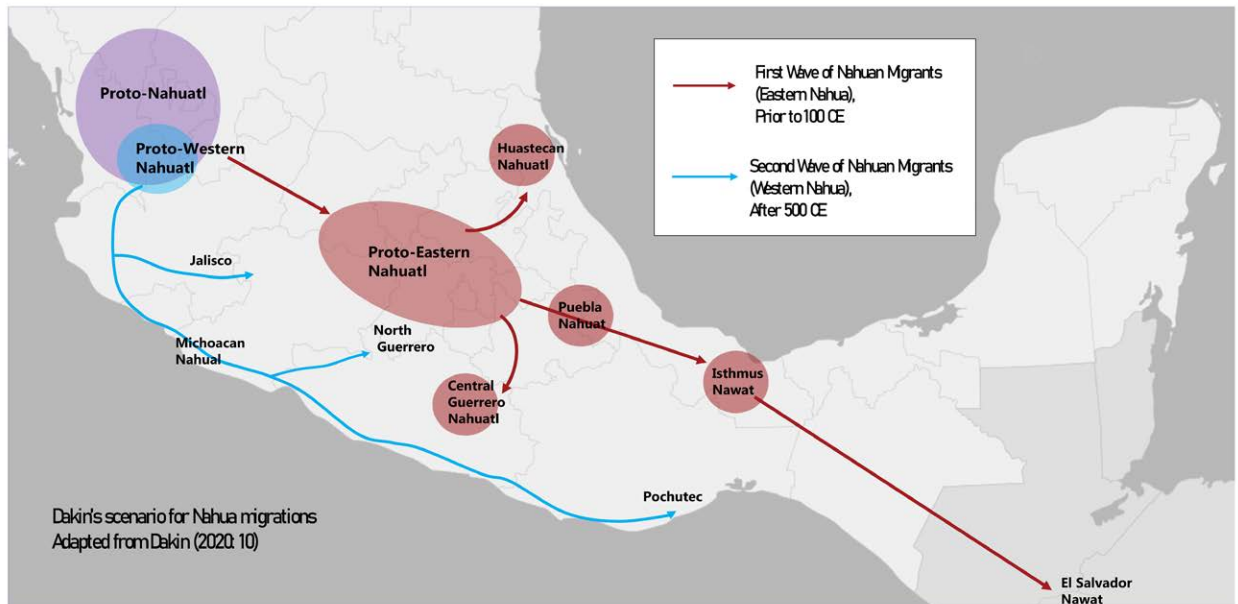 Proto-Nahuatl
Proto-Western
Nahuatl
Huastecan
Nahuatl
First Wave of Nahuan Migrants
(Eastern Nahua),
Prior to 100 CE
Second Wave of Nahuan Migrants
(Western Nahua),
After 500 CE
Proto-Eastern
Nahuatl
Jalisco
Puebla
Nahuat
Michoacan
Nahual
North
Guerrero
Isthmus
Nawat
Central
Guerrero
Nahuatl
Pochutec
Dakin's scenario for Nahua migrations
Adapted from Dakin (2020: 10)
El Salvador
Nawat